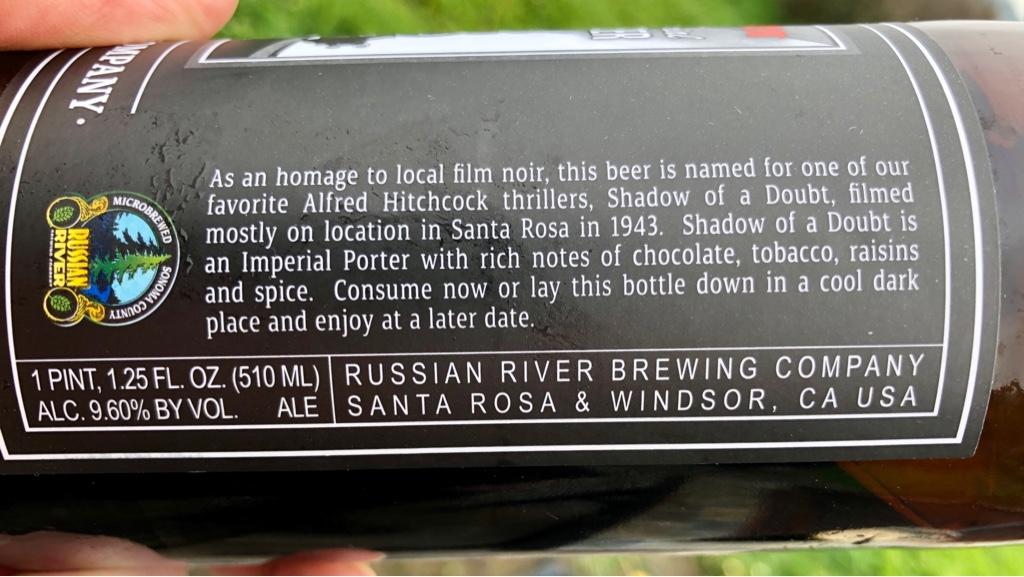 MPANY ·
MICROBREWED
SONOMA COUNTY
RUSSIAN
RIVER
As an homage to local film noir, this beer is named for one of our
favorite Alfred Hitchcock thrillers, Shadow of a Doubt, filmed
mostly on location in Santa Rosa in 1943. Shadow of a Doubt is
an Imperial Porter with rich notes of chocolate, tobacco, raisins
and spice. Consume now or lay this bottle down in a cool dark
place and enjoy at a later date.
1 PINT, 1.25 FL. OZ. (510 ML)
ALC. 9.60% BY VOL. ALE
RUSSIAN RIVER BREWING COMPANY
SANTA ROSA & WINDSOR, CA USA